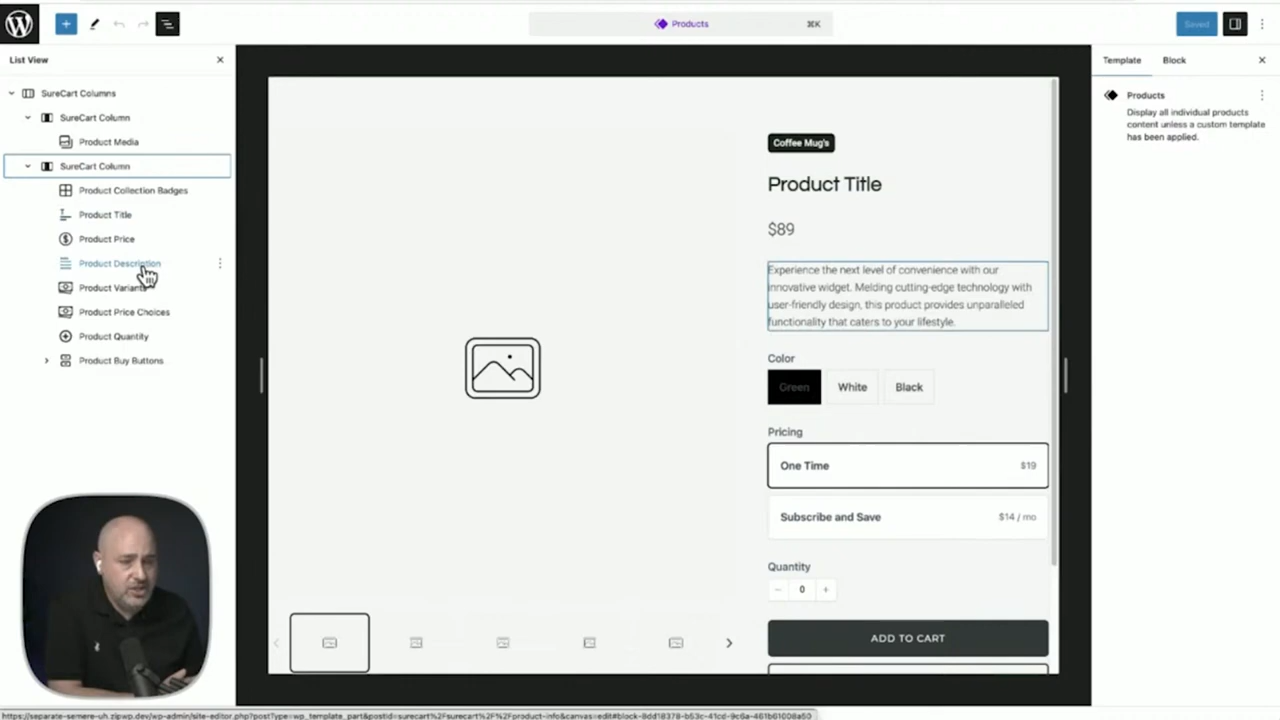 Products
⌘K
Saved
List View
Template
Block
SureCart Columns
SureCart Column
Product Media
SureCart Column
Product Collection Badges
Product Title
Product Price
Product Description
Product Variant
Product Price Choices
Product Quantity
Product Buy Buttons
Coffee Mug's
Product Title
$89
Experience the next level of convenience with our
innovative widget. Melding cutting-edge technology with
user-friendly design, this product provides unparalleled
functionality that caters to your lifestyle.
Color
Green
White
Black
Pricing
One Time
$19
Subscribe and Save
$14 / mo
Quantity
0
ADD TO CART
Products
Display all individual products
content unless a custom template
has been applied.